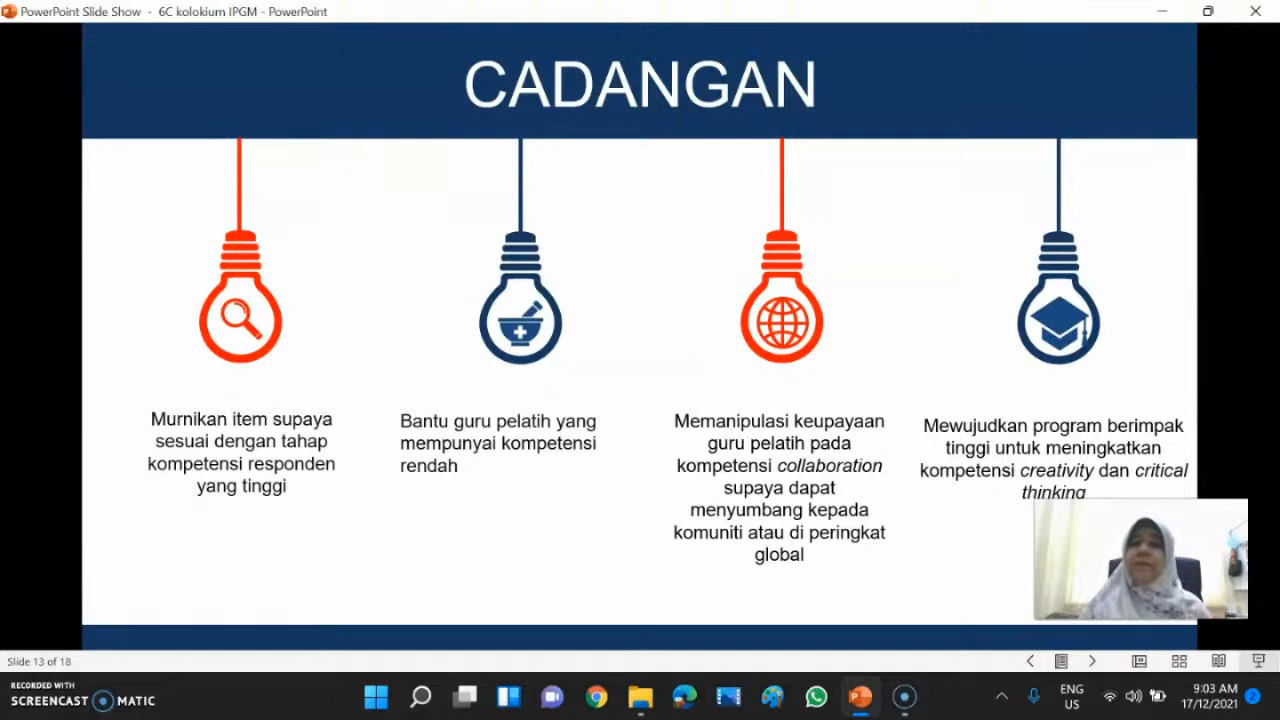 PowerPoint Slide Show - 6C kolokium IPGM - PowerPoint
CADANGAN
Murnikan item supaya
sesuai dengan tahap
kompetensi responden
yang tinggi
Bantu guru pelatih yang
mempunyai kompetensi
rendah
Memanipulasi keupayaan
guru pelatih pada
kompetensi collaboration
supaya dapat
menyumbang kepada
komuniti atau di peringkat
global
Mewujudkan program berimpak
tinggi untuk meningkatkan
kompetensi creativity dan critical
thinking
Slide 13 of 18
RECORDED WITH
SCREENCAST MATIC
ENG
US
9:03 AM
17/12/2021
2